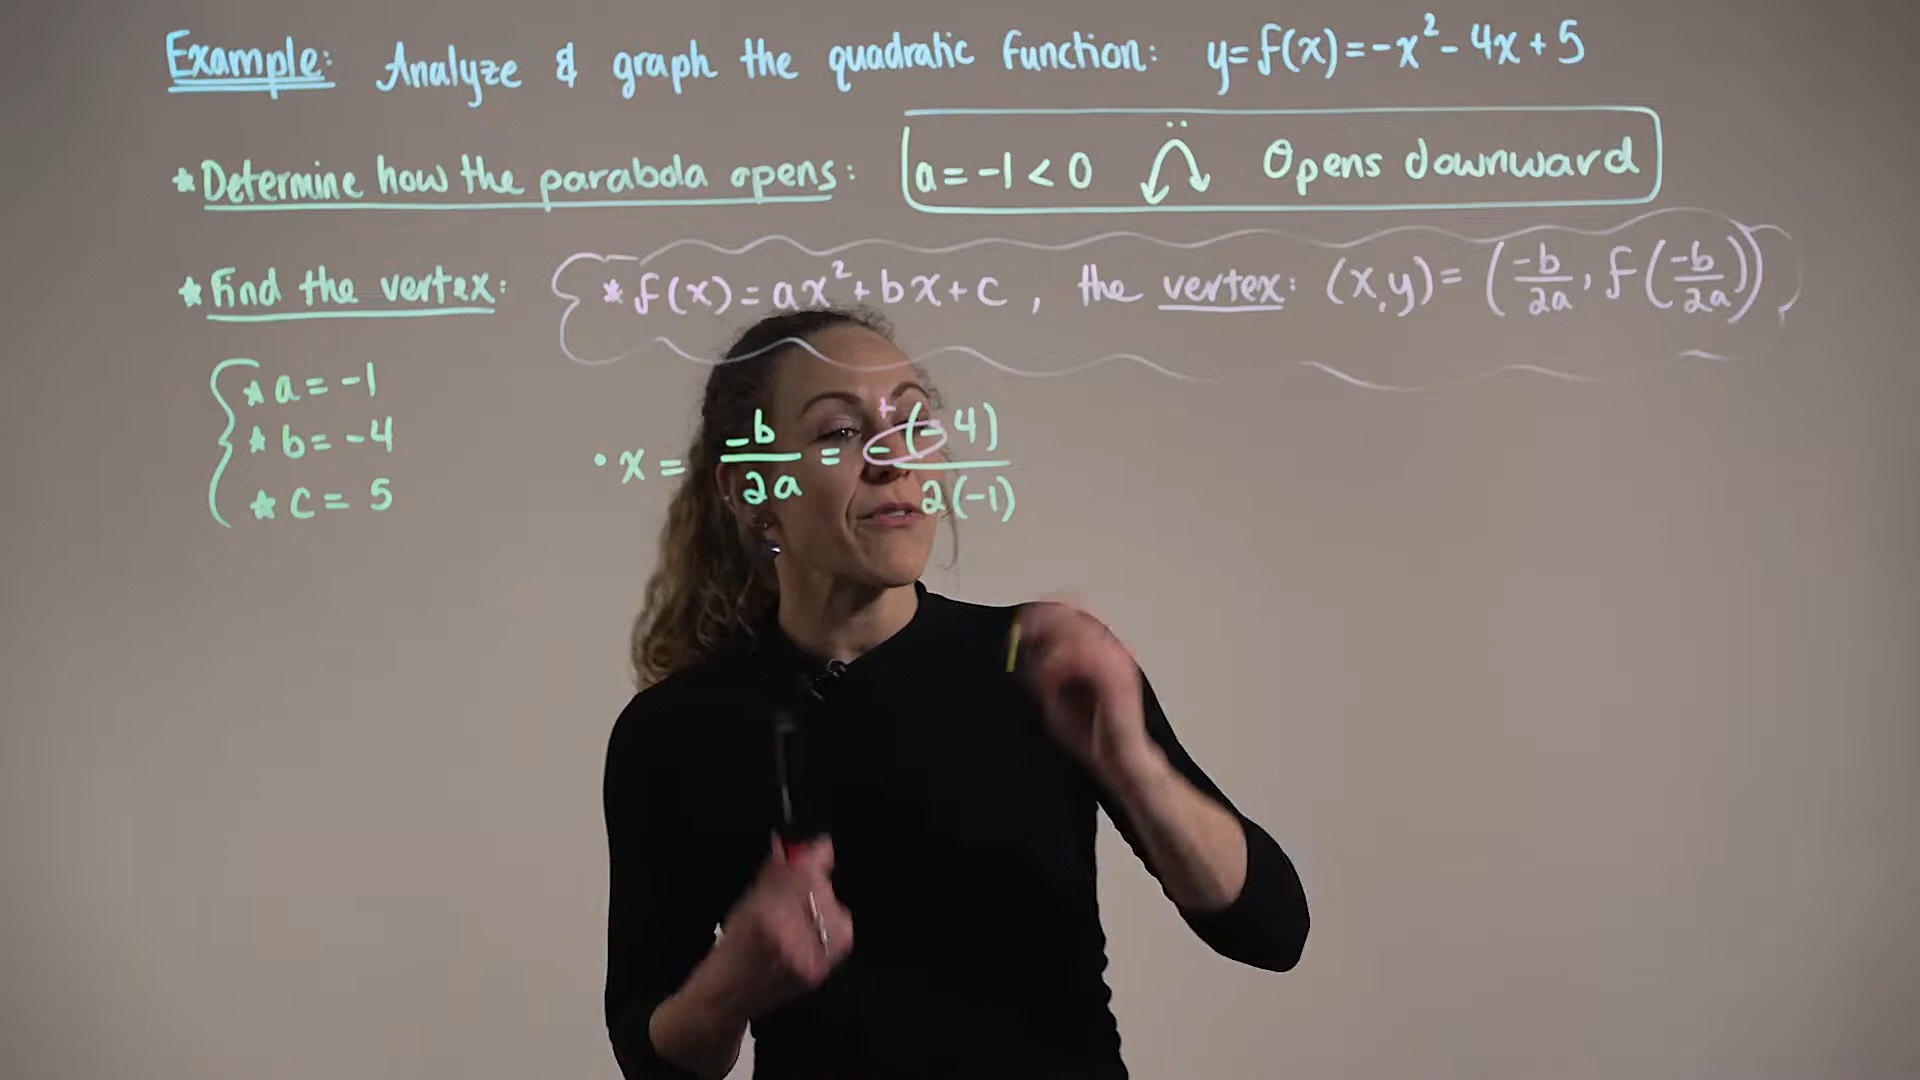 Example: Analyze & graph the quadratic function: y=f(x)=-x²-4x+5
*Determine how the parabola opens: a=-1<0 Opens downward
*Find the vertex: *f(x)=ax²+bx+c, the vertex: (x,y)=(-b/2a, f(-b/2a))
*a=-1
*b=-4
*c=5
•x=-b/2a=-(-4)/2(-1)
+